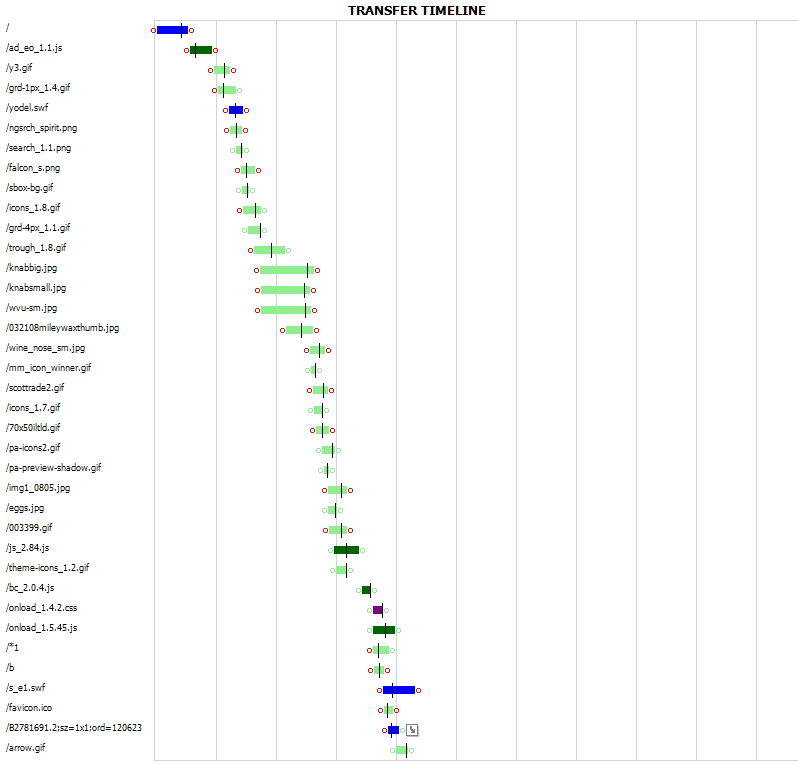 TRANSFER TIMELINE
/
/ad_eo_1.1.js
/y3.gif
/grd-1px_1.4.gif
/yodel.swf
/ngsrch_spirit.png
/search_1.1.png
/falcon_s.png
/sbox-bg.gif
/icons_1.8.gif
/grd-4px_1.1.gif
/trough_1.8.gif
/knabbig.jpg
/knabsmall.jpg
/wvu-sm.jpg
/032108mileywaxthumb.jpg
/wine_nose_sm.jpg
/mm_icon_winner.gif
/scottrade2.gif
/icons_1.7.gif
/70x50iltld.gif
/pa-icons2.gif
/pa-preview-shadow.gif
/img1_0805.jpg
/eggs.jpg
/003399.gif
/js_2.84.js
/theme-icons_1.2.gif
/bc_2.0.4.js
/onload_1.4.2.css
/onload_1.5.45.js
/*1
/b
/s_e1.swf
/favicon.ico
/B2781691.2;sz=1x1;ord=120623
/arrow.gif